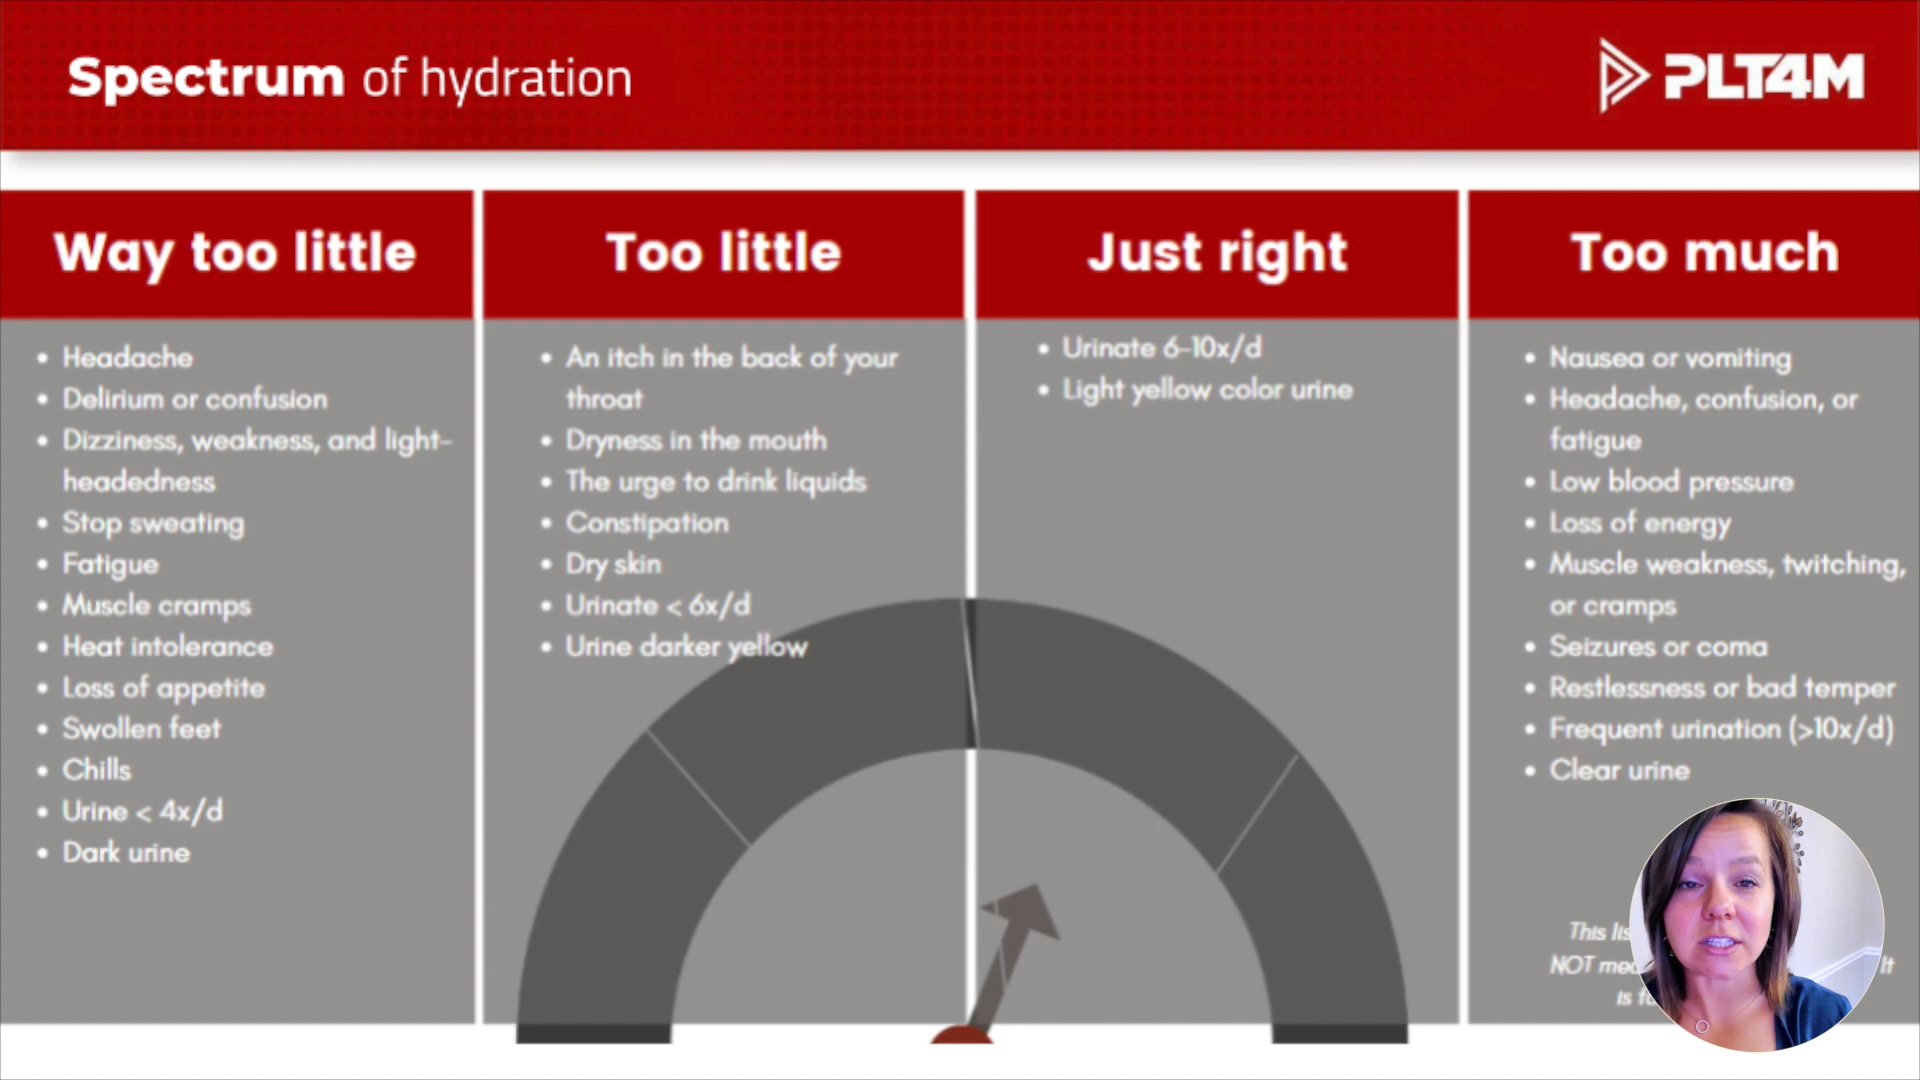 Spectrum of hydration
PLT4M
Way too little
Headache
Delirium or confusion
Dizziness, weakness, and light-
headedness
Stop sweating
Fatigue
Muscle cramps
Heat intolerance
Loss of appetite
Swollen feet
Chills
Urine < 4x/d
Dark urine
Too little
An itch in the back of your
throat
Dryness in the mouth
The urge to drink liquids
Constipation
Dry skin
Urinate < 6x/d
Urine darker yellow
Just right
Urinate 6-10x/d
Light yellow color urine
Too much
Nausea or vomiting
Headache, confusion, or
fatigue
Low blood pressure
Loss of energy
Muscle weakness, twitching,
or cramps
Seizures or coma
Restlessness or bad temper
Frequent urination (>10x/d)
Clear urine
This
NOT It
is